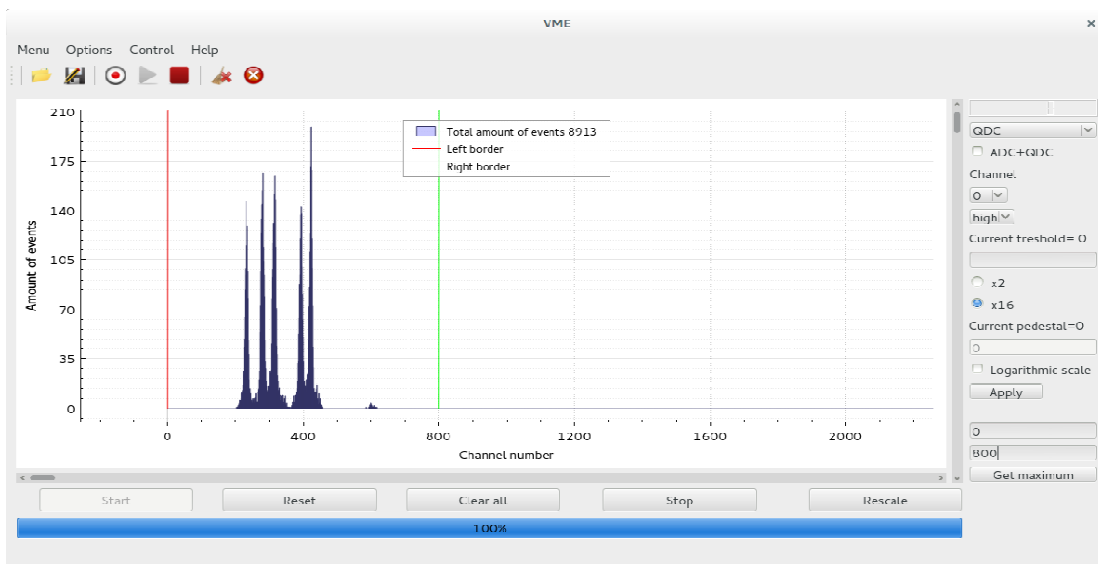 VME
Menu Options Control Help
Total amount of events 8913
Left border
Right border
210
175
140
105
70
35
0
Amount of events
0 400 800 1200 1600 2000
Channel number
QDC
ADC+QDC
Channel
0
high
Current treshold= 0
x2
x16
Current pedestal=0
0
Logarithmic scale
Apply
0
800
Get maximum
Start Reset Clear all Stop Rescale
100%